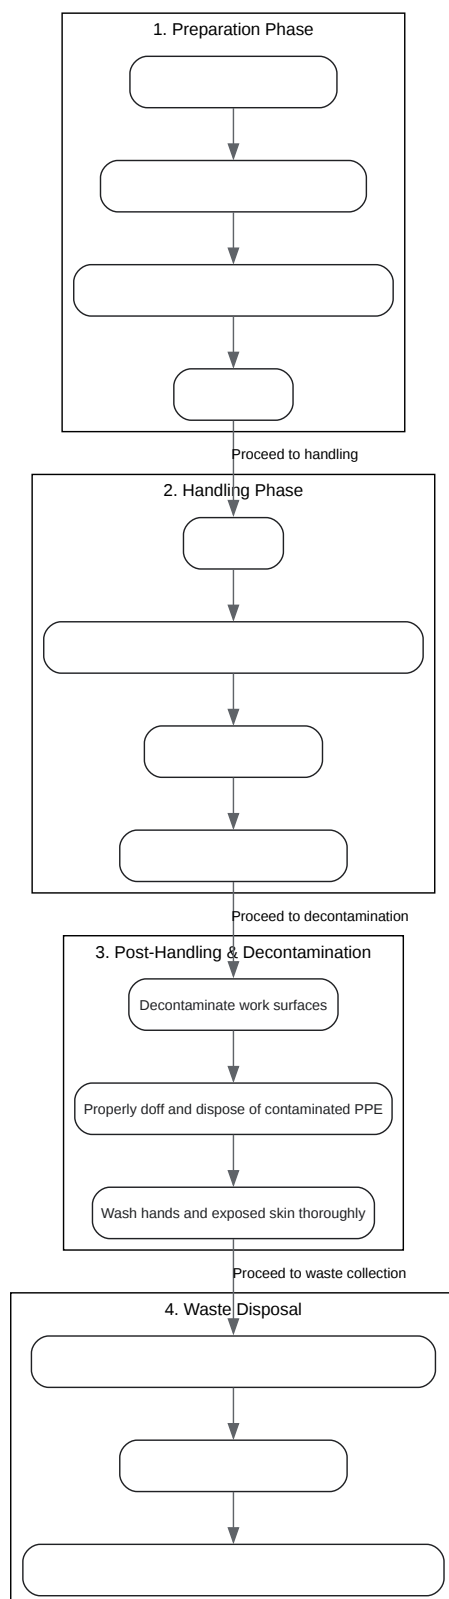 1. Preparation Phase
Proceed to handling
2. Handling Phase
Proceed to decontamination
3. Post-Handling & Decontamination
Decontaminate work surfaces
Properly doff and dispose of contaminated PPE
Wash hands and exposed skin thoroughly
Proceed to waste collection
4. Waste Disposal